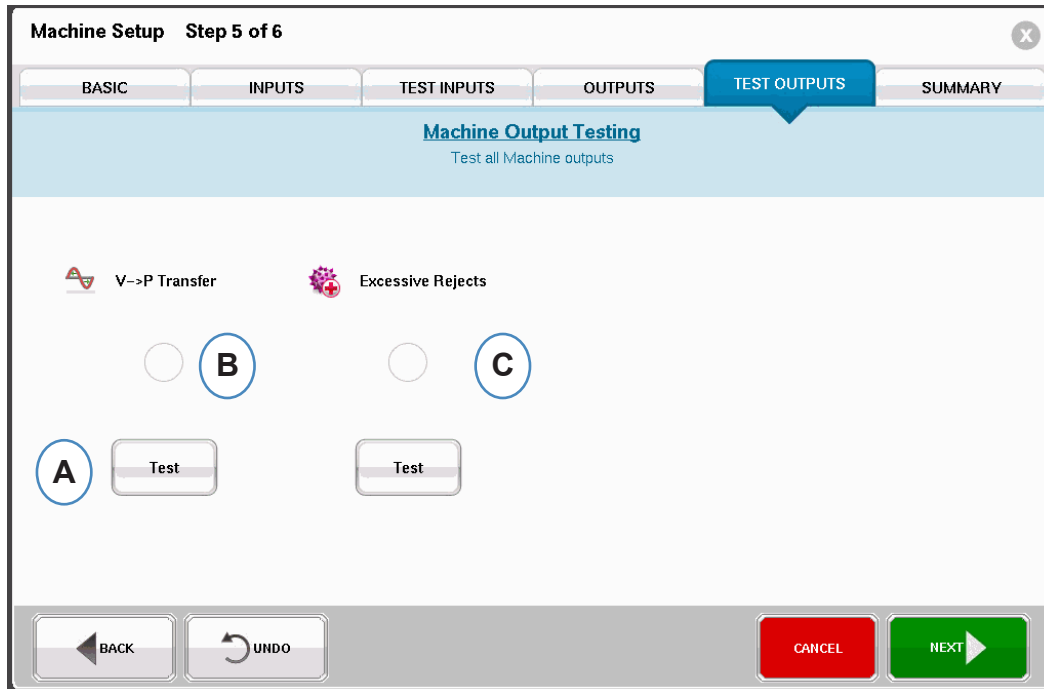 Machine Setup Step 5 of 6
X
BASIC
INPUTS
TEST INPUTS
OUTPUTS
TEST OUTPUTS
SUMMARY
Machine Output Testing
Test all Machine outputs
V->P Transfer
Excessive Rejects
B
C
A
Test
Test
BACK
UNDO
CANCEL
NEXT